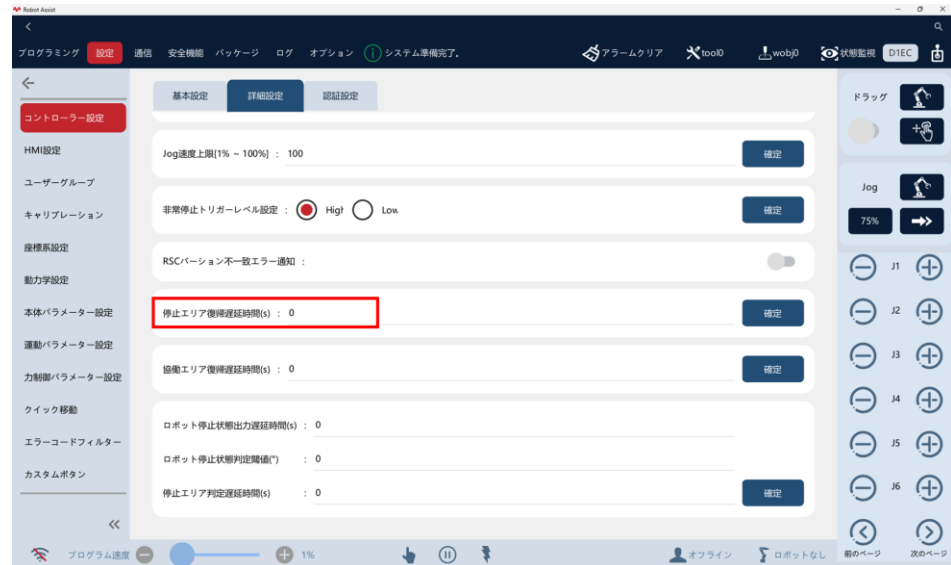 Robot Assist
プログラミング 設定 通信 安全機能 パッケージ ログ オプション システム準備完了. アラームクリア tool0 wobj0 状態監視 D1EC
基本設定 詳細設定 認証設定
コントローラー設定
HMI設定
ユーザーグループ
キャリブレーション
座標系設定
動力学設定
本体パラメーター設定
運動パラメーター設定
力制御パラメーター設定
クイック移動
エラーコードフィルター
カスタムボタン
Jog速度上限[1% ~ 100%] : 100 確定
非常停止トリガーレベル設定 : High Low 確定
RSCバージョン不一致エラー通知 :
停止エリア復帰遅延時間(s) : 0 確定
協働エリア復帰遅延時間(s) : 0 確定
ロボット停止状態出力遅延時間(s) : 0
ロボット停止状態判定閾値(°) : 0
停止エリア判定遅延時間(s) : 0 確定
ドラッグ
Jog
75%
J1
J2
J3
J4
J5
J6
前のページ 次のページ
プログラム速度 1% オフライン ロボットなし